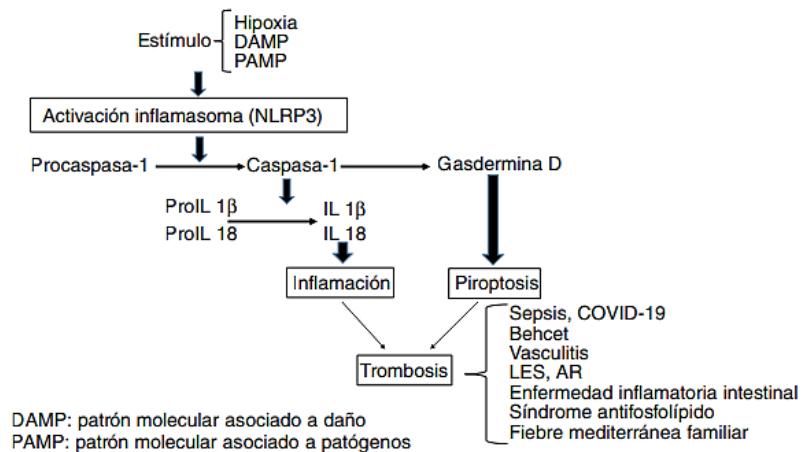 Hipoxia
Estímulo
DAMP
PAMP
Activación inflamasoma (NLRP3)
Procaspasa-1
Caspasa-1
Gasdermina D
ProIL 1β
IL 1β
ProIL 18
IL 18
Inflamación
Piroptosis
Sepsis, COVID-19
Behcet
Vasculitis
Trombosis
LES, AR
Enfermedad inflamatoria intestinal
Síndrome antifosfolípido
Fiebre mediterránea familiar
DAMP: patrón molecular asociado a daño
PAMP: patrón molecular asociado a patógenos